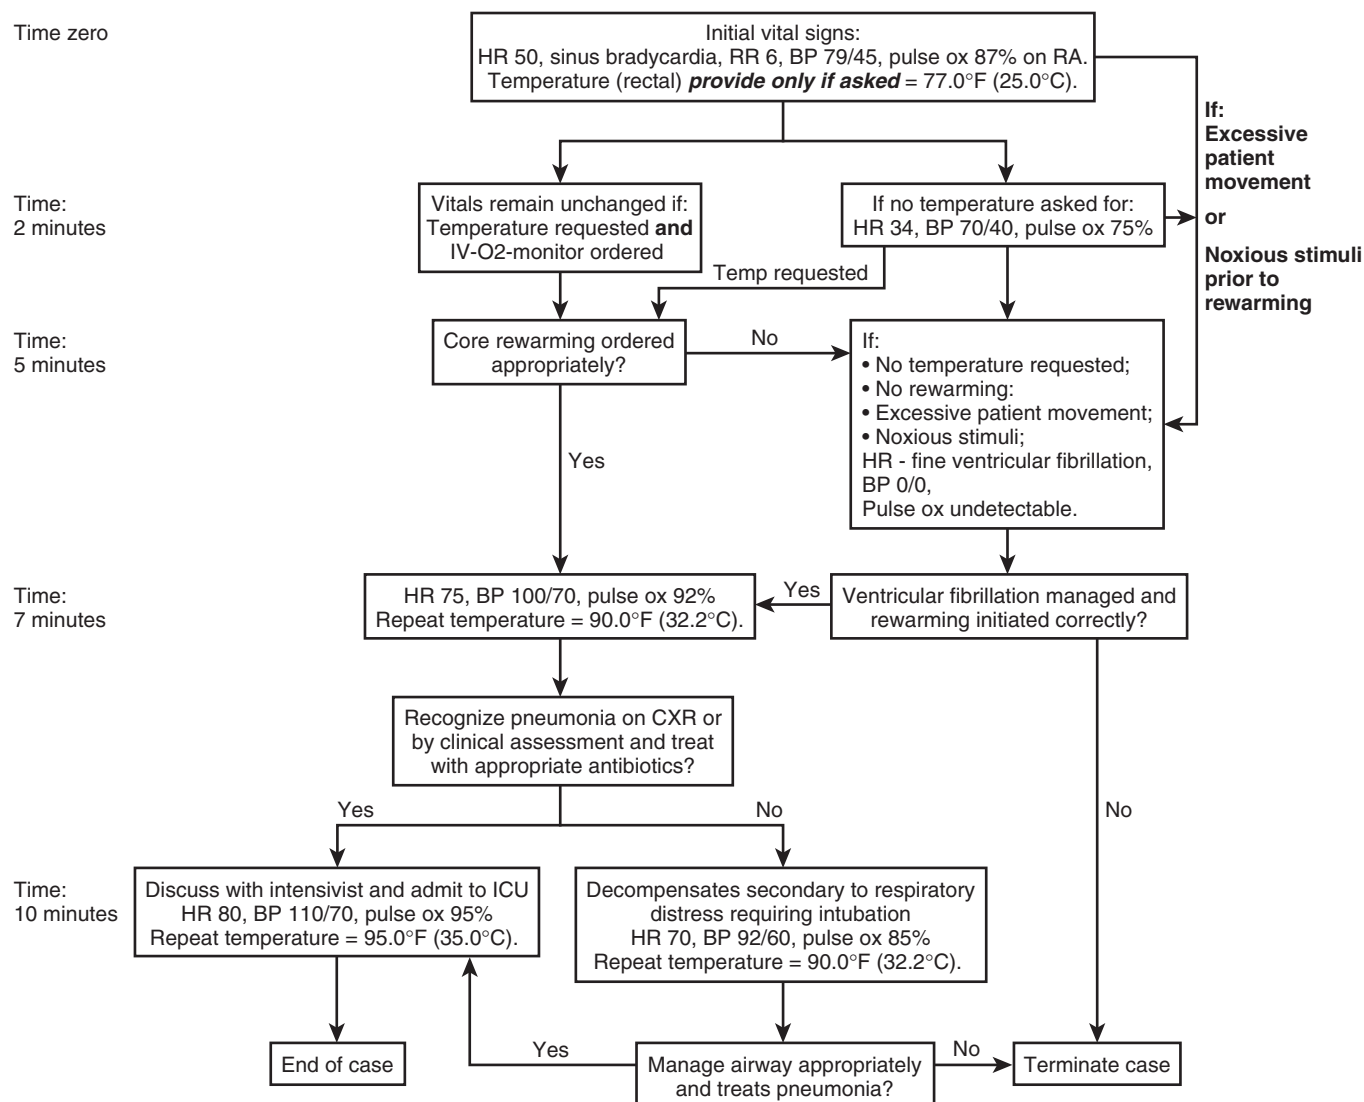 Time zero
Initial vital signs:
HR 50, sinus bradycardia, RR 6, BP 79/45, pulse ox 87% on RA.
Temperature (rectal) provide only if asked = 77.0°F (25.0°C).
If:
Excessive
patient
movement
or
Noxious stimuli
prior to
rewarming
Time:
2 minutes
Vitals remain unchanged if:
Temperature requested and
IV-O2-monitor ordered
If no temperature asked for:
HR 34, BP 70/40, pulse ox 75%
Temp requested
Time:
5 minutes
Core rewarming ordered
appropriately?
No
If:
• No temperature requested;
• No rewarming:
• Excessive patient movement;
• Noxious stimuli;
HR - fine ventricular fibrillation,
BP 0/0,
Pulse ox undetectable.
Yes
Time:
7 minutes
HR 75, BP 100/70, pulse ox 92%
Repeat temperature = 90.0°F (32.2°C).
Yes
Ventricular fibrillation managed and
rewarming initiated correctly?
Recognize pneumonia on CXR or
by clinical assessment and treat
with appropriate antibiotics?
Yes
No
No
Time:
10 minutes
Discuss with intensivist and admit to ICU
HR 80, BP 110/70, pulse ox 95%
Repeat temperature = 95.0°F (35.0°C).
Decompensates secondary to respiratory
distress requiring intubation
HR 70, BP 92/60, pulse ox 85%
Repeat temperature = 90.0°F (32.2°C).
End of case
Yes
Manage airway appropriately
and treats pneumonia?
No
Terminate case